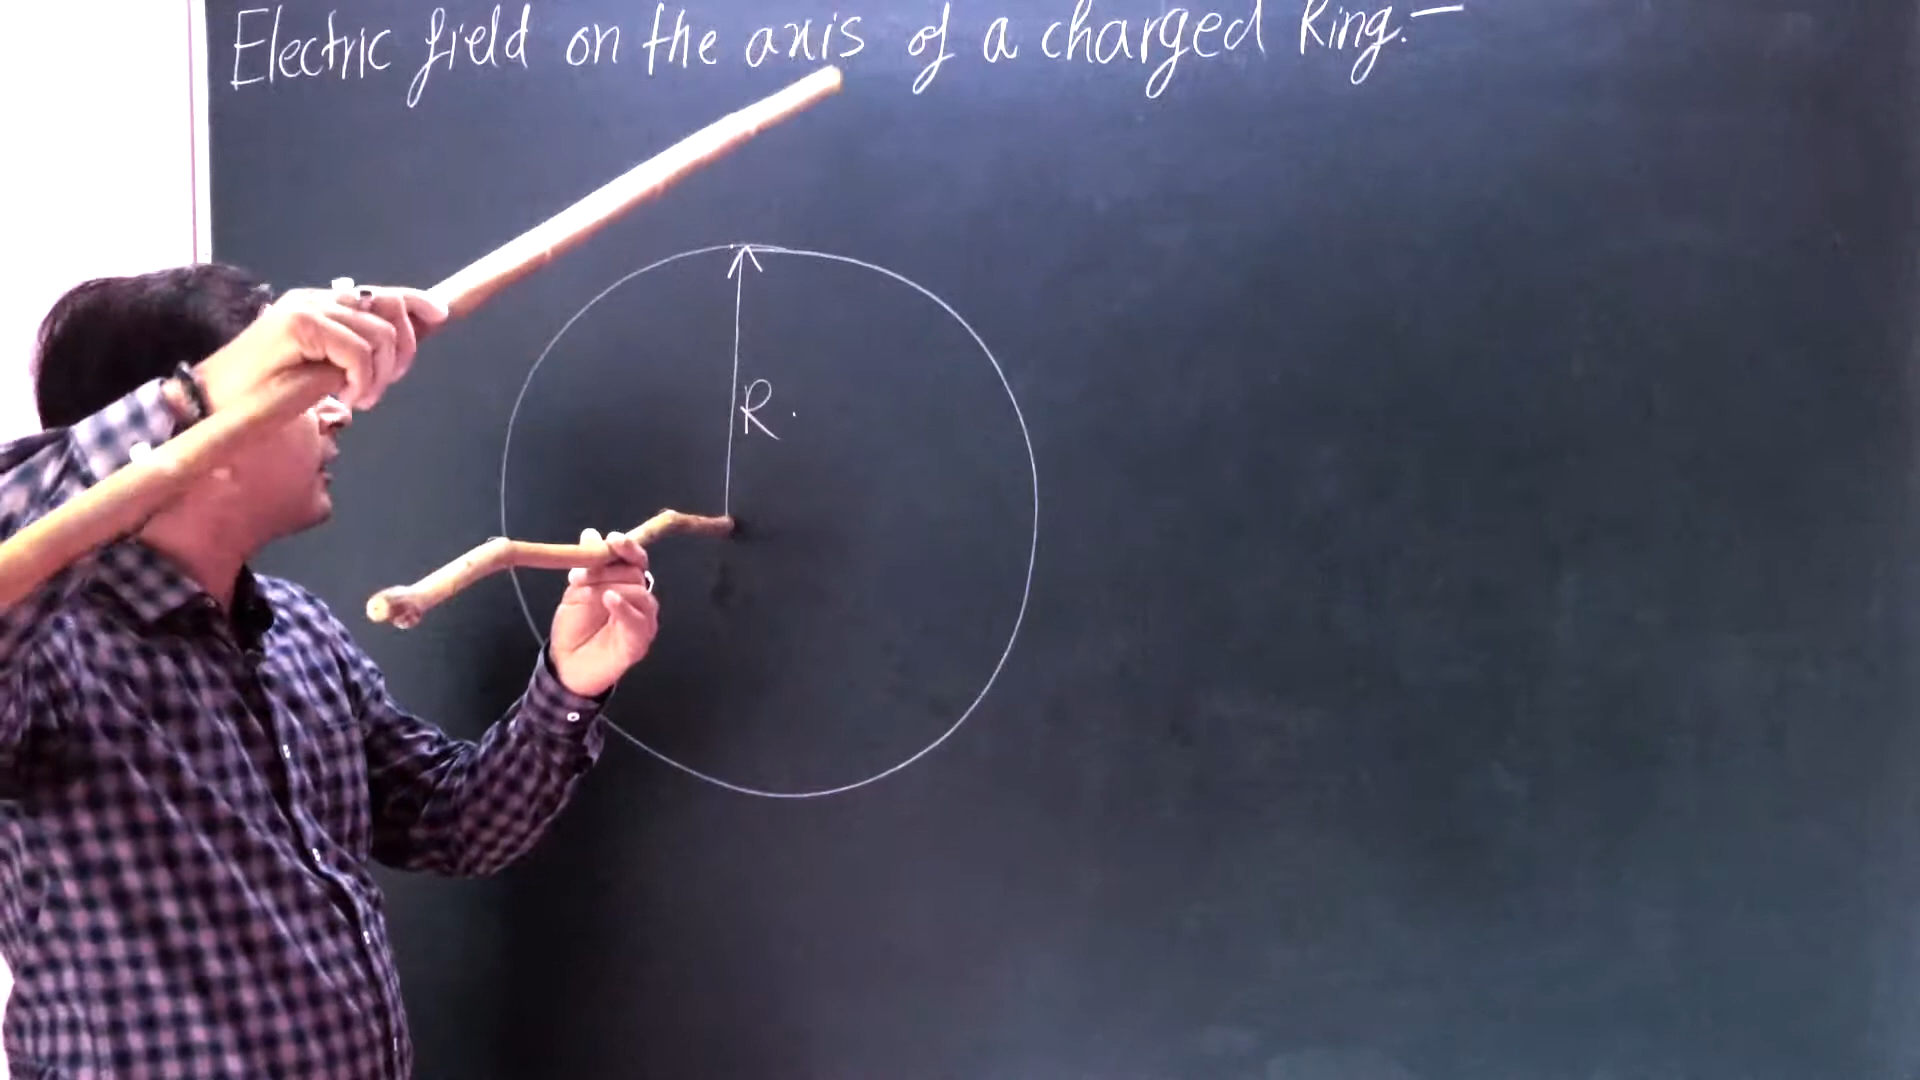 Electric field on the axis of a charged Ring.-
R.